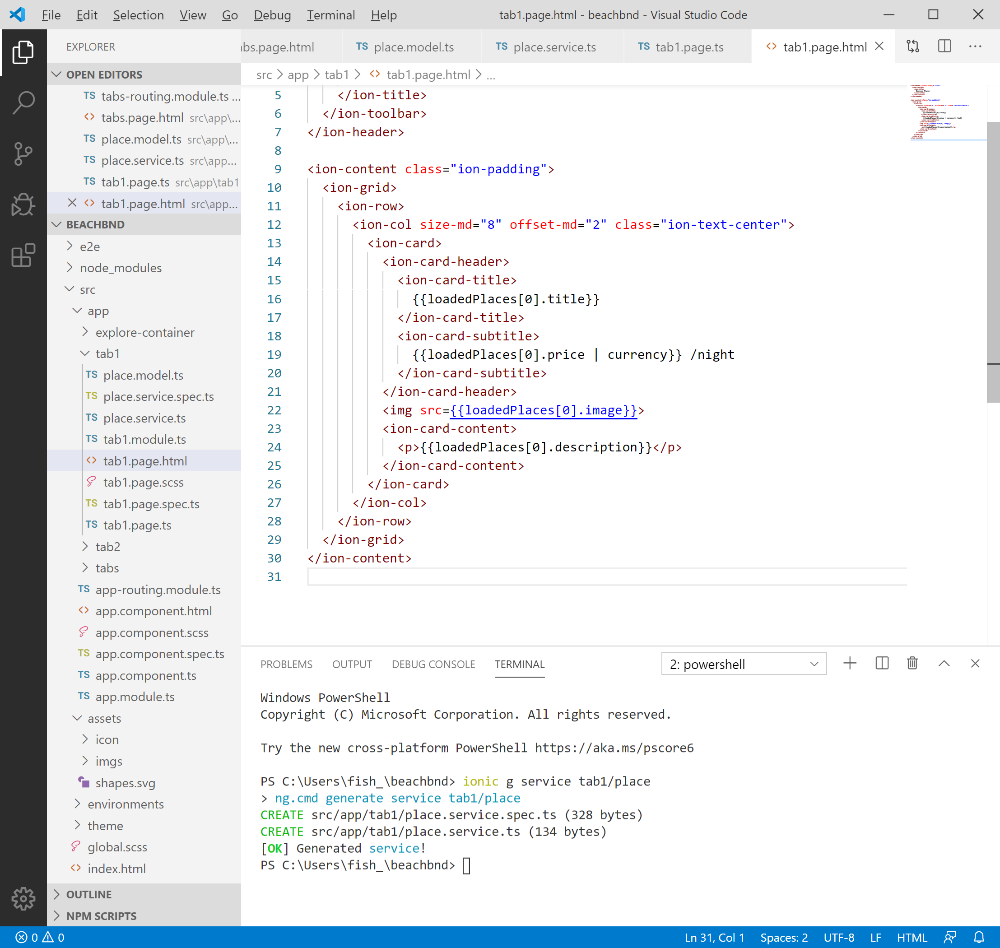 File Edit Selection View Go Debug Terminal Help tab1.page.html - beachbnd - Visual Studio Code
EXPLORER
OPEN EDITORS
TS tabs-routing.module.ts ...
<> tabs.page.html src\app\...
TS place.model.ts src\app\...
TS place.service.ts src\app...
TS tab1.page.ts src\app\tab1
<> tab1.page.html src\app...
BEACHBND
e2e
node_modules
src
app
explore-container
tab1
TS place.model.ts
TS place.service.spec.ts
TS place.service.ts
TS tab1.module.ts
<> tab1.page.html
tab1.page.scss
TS tab1.page.spec.ts
TS tab1.page.ts
tab2
tabs
TS app-routing.module.ts
<> app.component.html
app.component.scss
TS app.component.spec.ts
TS app.component.ts
TS app.module.ts
assets
icon
imgs
shapes.svg
environments
theme
global.scss
<> index.html
OUTLINE
NPM SCRIPTS
bs.page.html TS place.model.ts TS place.service.ts TS tab1.page.ts <> tab1.page.html
src > app > tab1 > <> tab1.page.html > ...
5 </ion-title>
6 </ion-toolbar>
7 </ion-header>
8
9 <ion-content class="ion-padding">
10 <ion-grid>
11 <ion-row>
12 <ion-col size-md="8" offset-md="2" class="ion-text-center">
13 <ion-card>
14 <ion-card-header>
15 <ion-card-title>
16 {{loadedPlaces[0].title}}
17 </ion-card-title>
18 <ion-card-subtitle>
19 {{loadedPlaces[0].price | currency}} /night
20 </ion-card-subtitle>
21 </ion-card-header>
22 <img src={{loadedPlaces[0].image}}>
23 <ion-card-content>
24 <p>{{loadedPlaces[0].description}}</p>
25 </ion-card-content>
26 </ion-card>
27 </ion-col>
28 </ion-row>
29 </ion-grid>
30 </ion-content>
31
PROBLEMS OUTPUT DEBUG CONSOLE TERMINAL 2: powershell
Windows PowerShell
Copyright (C) Microsoft Corporation. All rights reserved.
Try the new cross-platform PowerShell https://aka.ms/pscore6
PS C:\Users\fish_\beachbnd> ionic g service tab1/place
> ng.cmd generate service tab1/place
CREATE src/app/tab1/place.service.spec.ts (328 bytes)
CREATE src/app/tab1/place.service.ts (134 bytes)
[OK] Generated service!
PS C:\Users\fish_\beachbnd>
0 0 Ln 31, Col 1 Spaces: 2 UTF-8 LF HTML